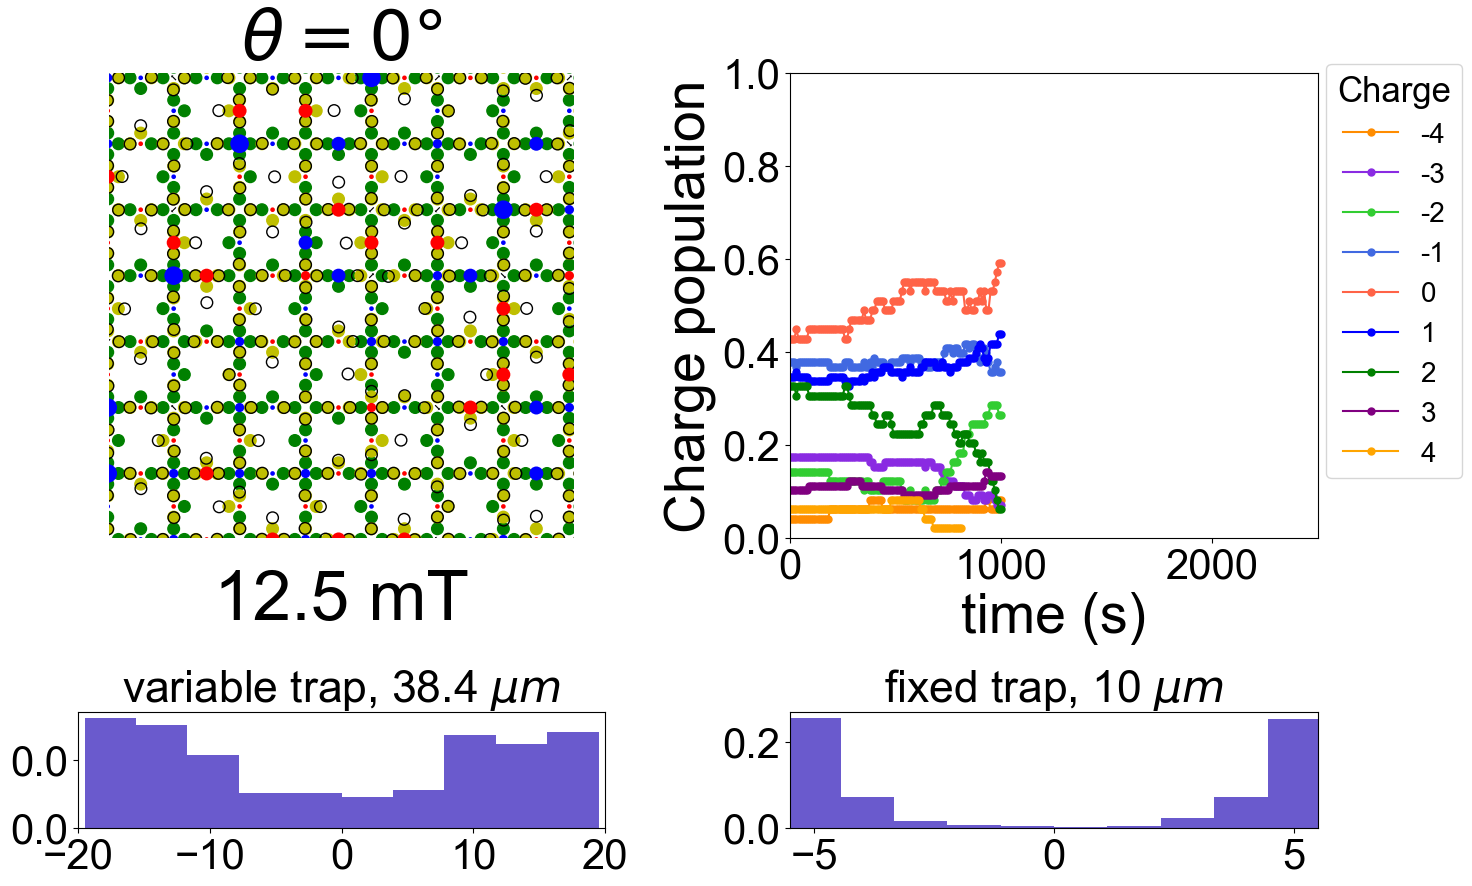 θ = 0°
12.5 mT
1.0
0.8
0.6
0.4
0.2
0.0
Charge population
0 1000 2000
time (s)
Charge
-4
-3
-2
-1
0
1
2
3
4
variable trap, 38.4 μm
0.0
0.0
−20 −10 0 10 20
fixed trap, 10 μm
0.2
0.0
−5 0 5